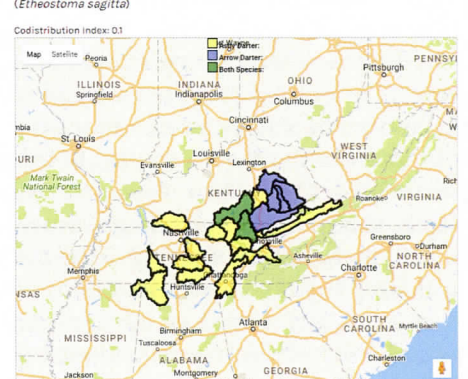 (Etheostoma sagitta)
Codistribution Index: 0.1
Map Satellite
Arrow Darter:
Both Species:
Peoria
Pittsburgh
PENNSYI
ILLINOIS
Springfield
INDIANA
Indianapolis
OHIO
Columbus
Cincinnati
St. Louis
WEST
VIRGINIA
Louisville
Evansville
Lexington
Mark Twain
National Forest
Roanoke
VIRGINIA
Nashville
Greensboro
Durham
NORTH
CAROLINA
Asheville
Charlotte
Memphis
Huntsville
SOUTH
CAROLINA
Myrtle Beach
Atlanta
MISSISSIPPI
Birmingham
Tuscaloosa
ALABAMA
Charleston
Jackson
Montgomery
GEORGIA